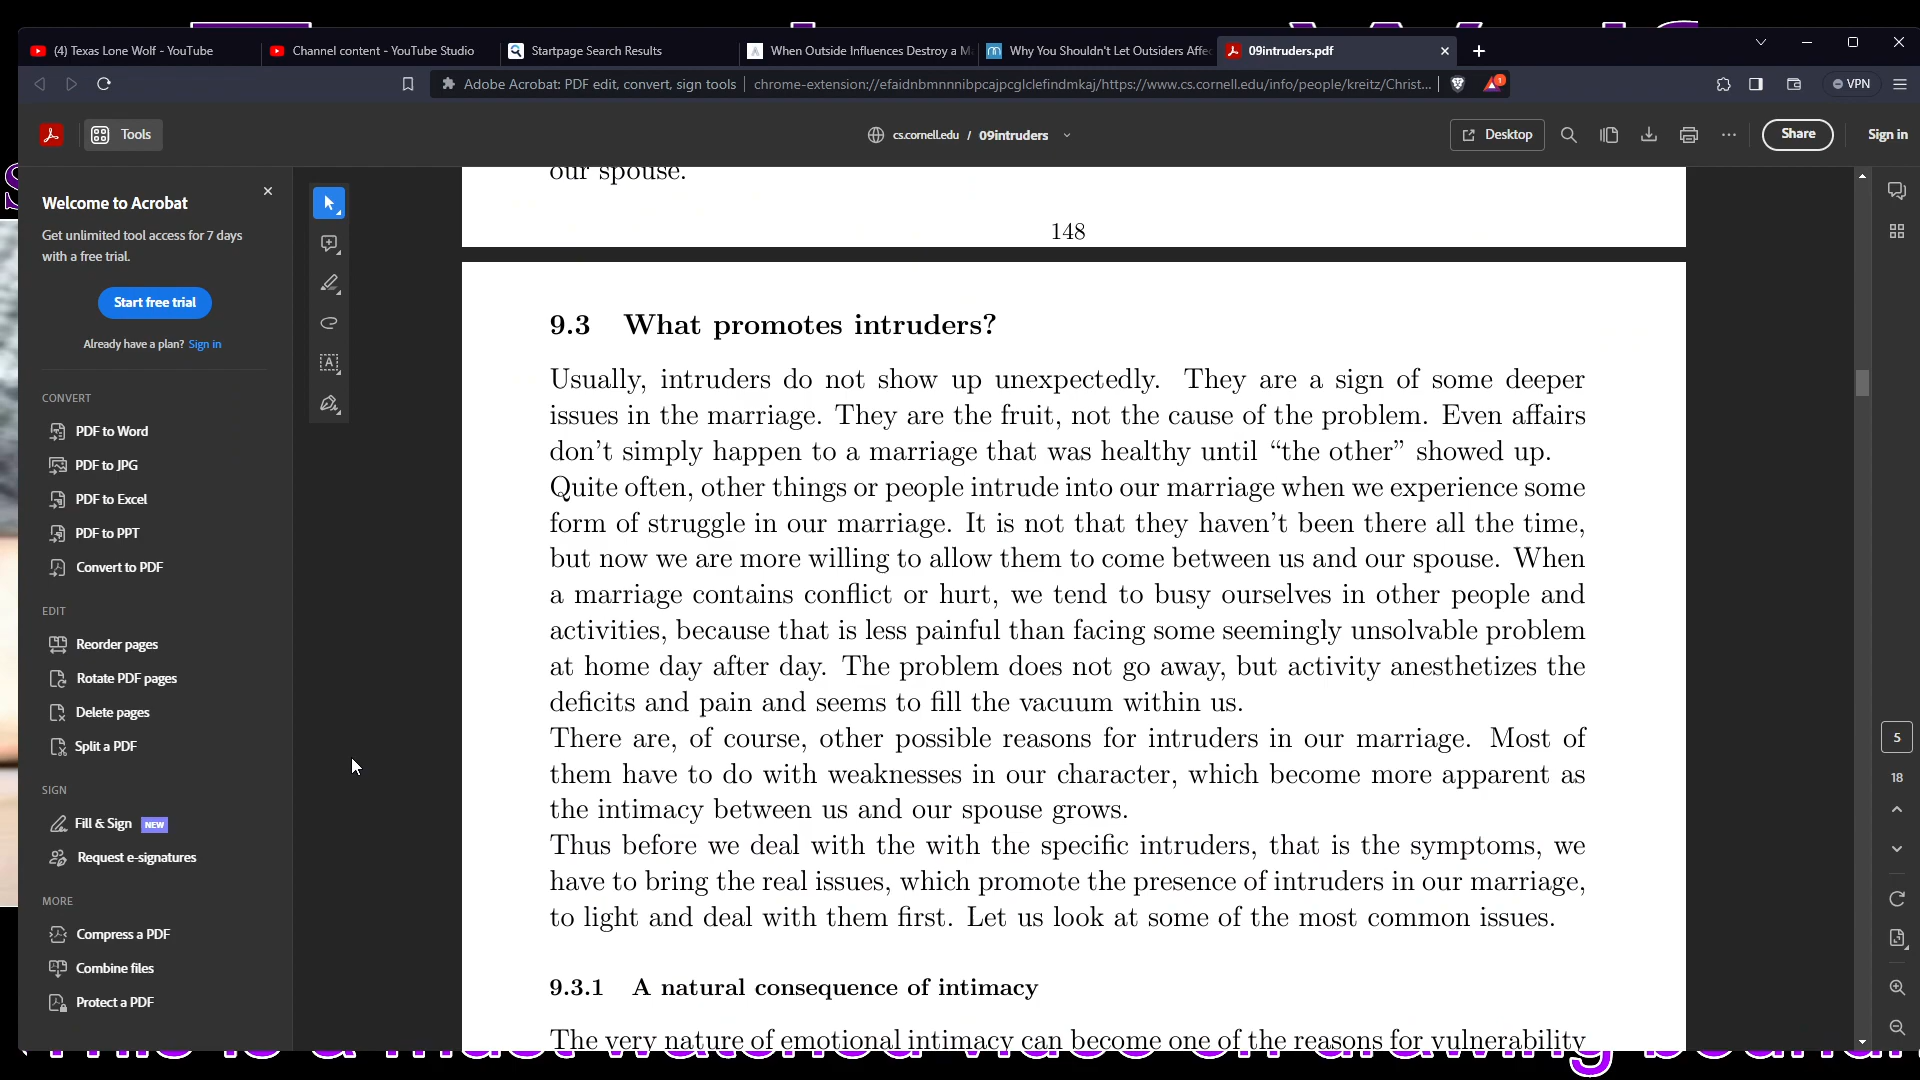 (4) Texas Lone Wolf - YouTube
Channel content - YouTube Studio
Startpage Search Results
When Outside Influences Destroy a M
Why You Shouldn't Let Outsiders Affe
09intruders.pdf
Adobe Acrobat: PDF edit, convert, sign tools
chrome-extension://efaidnbmnnnibpcajpcglclefindmkaj/https://www.cs.cornell.edu/info/people/kreitz/Christ...
1
VPN
Tools
cs.cornell.edu / 09intruders
Desktop
Share
Sign in
Welcome to Acrobat
Get unlimited tool access for 7 days
with a free trial.
Start free trial
Already have a plan? Sign in
CONVERT
PDF to Word
PDF to JPG
PDF to Excel
PDF to PPT
Convert to PDF
EDIT
Reorder pages
Rotate PDF pages
Delete pages
Split a PDF
SIGN
Fill & Sign NEW
Request e-signatures
MORE
Compress a PDF
Combine files
Protect a PDF
our spouse.
148
9.3 What promotes intruders?
Usually, intruders do not show up unexpectedly. They are a sign of some deeper
issues in the marriage. They are the fruit, not the cause of the problem. Even affairs
don't simply happen to a marriage that was healthy until “the other” showed up.
Quite often, other things or people intrude into our marriage when we experience some
form of struggle in our marriage. It is not that they haven't been there all the time,
but now we are more willing to allow them to come between us and our spouse. When
a marriage contains conflict or hurt, we tend to busy ourselves in other people and
activities, because that is less painful than facing some seemingly unsolvable problem
at home day after day. The problem does not go away, but activity anesthetizes the
deficits and pain and seems to fill the vacuum within us.
There are, of course, other possible reasons for intruders in our marriage. Most of
them have to do with weaknesses in our character, which become more apparent as
the intimacy between us and our spouse grows.
Thus before we deal with the with the specific intruders, that is the symptoms, we
have to bring the real issues, which promote the presence of intruders in our marriage,
to light and deal with them first. Let us look at some of the most common issues.
9.3.1 A natural consequence of intimacy
The very nature of emotional intimacy can become one of the reasons for vulnerability
5
18